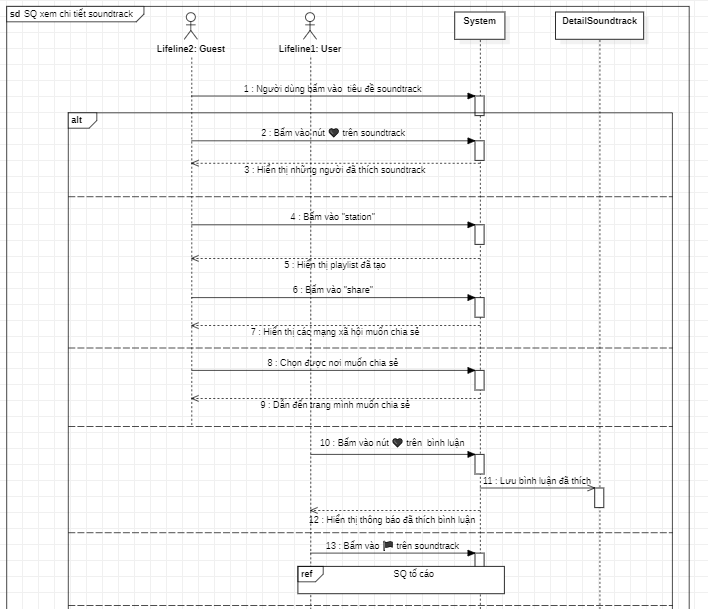 sd SQ xem chi tiết soundtrack
System
DetailSoundtrack
Lifeline2: Guest
Lifeline1: User
1 : Người dùng bấm vào tiêu đề soundtrack
alt
2 : Bấm vào nút 🖤 trên soundtrack
3 : Hiển thị những người đã thích soundtrack
4 : Bấm vào "station"
5 : Hiển thị playlist đã tạo
6 : Bấm vào "share"
7 : Hiển thị các mạng xã hội muốn chia sẻ
8 : Chọn được nơi muốn chia sẻ
9 : Dẫn đến trang mình muốn chia sẻ
10 : Bấm vào nút 🖤 trên bình luận
11 : Lưu bình luận đã thích
12 : Hiển thị thông báo đã thích bình luận
13 : Bấm vào 🏴 trên soundtrack
ref
SQ tố cáo